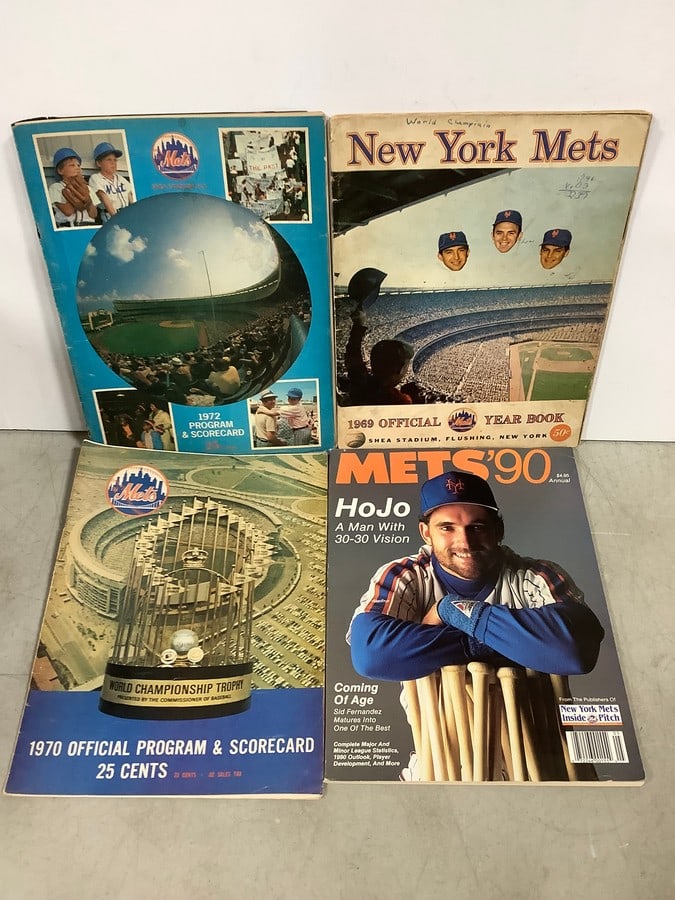 Mets
THE PAST
1972
PROGRAM
& SCORECARD
World Champions
New York Mets
1969 OFFICIAL Mets YEAR BOOK
SHEA STADIUM, FLUSHING, NEW YORK 50¢
Mets
WORLD CHAMPIONSHIP TROPHY
PRESENTED BY THE COMMISSIONER OF BASEBALL
1970 OFFICIAL PROGRAM & SCORECARD
25 CENTS
METS '90
$4.95
Annual
HoJo
A Man With
30-30 Vision
Coming
Of Age
Sid Fernandez
Matures Into
One Of The Best
Complete Major And
Minor League Statistics,
1990 Outlook, Player
Development, And More
From The Publishers Of
New York Mets
Inside Pitch